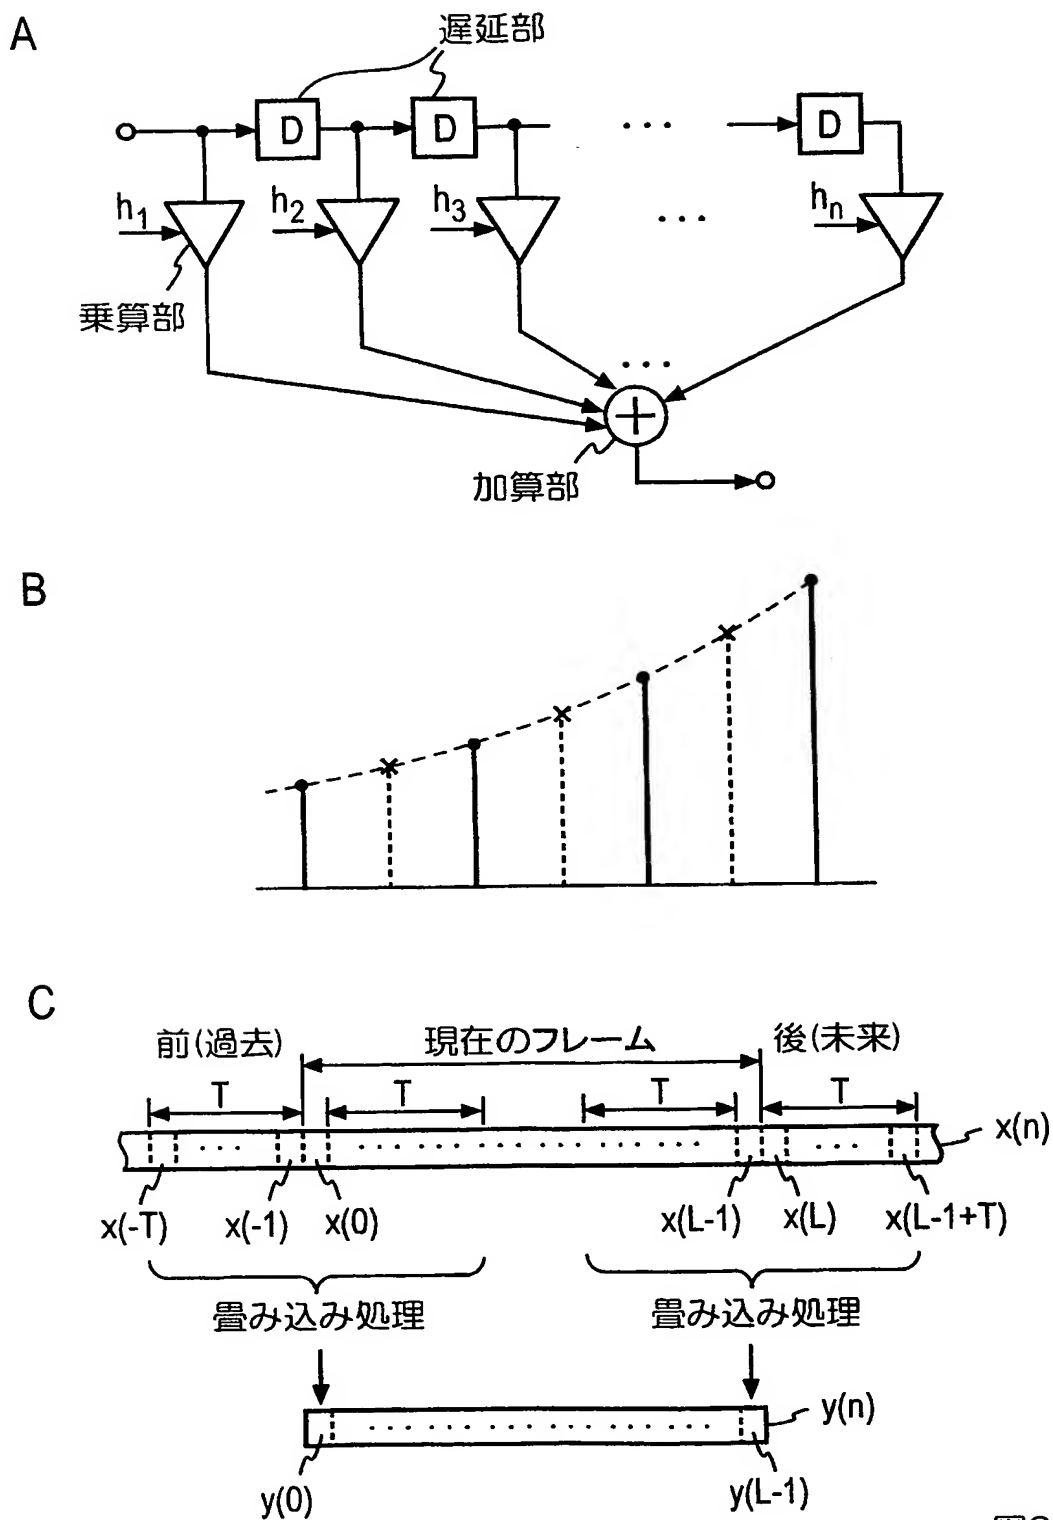 A
遅延部
D
D
...
D
h1
h2
h3
...
hn
乗算部
...
+
加算部
B
C
前(過去)
現在のフレーム
後(未来)
T
T
T
T
x(n)
x(-T)
x(-1)
x(0)
x(L-1)
x(L)
x(L-1+T)
畳み込み処理
畳み込み処理
y(n)
y(0)
y(L-1)